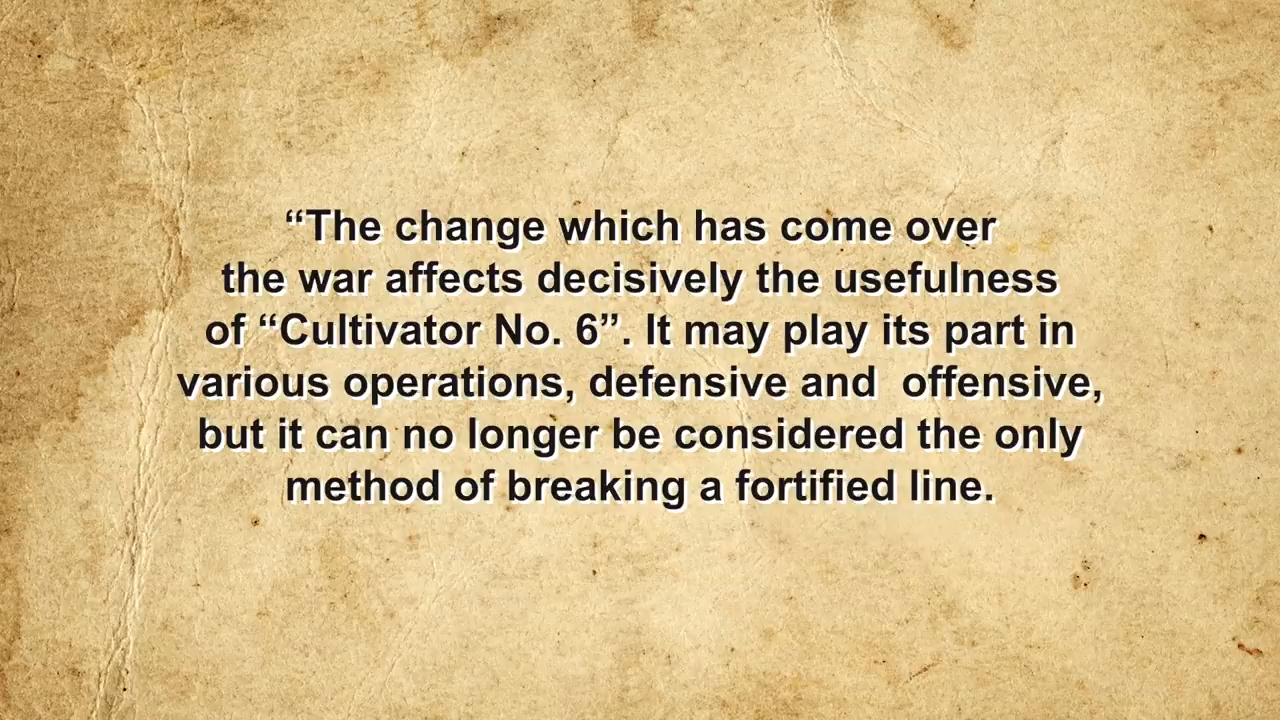 “The change which has come over
the war affects decisively the usefulness
of “Cultivator No. 6”. It may play its part in
various operations, defensive and  offensive,
but it can no longer be considered the only
method of breaking a fortified line.